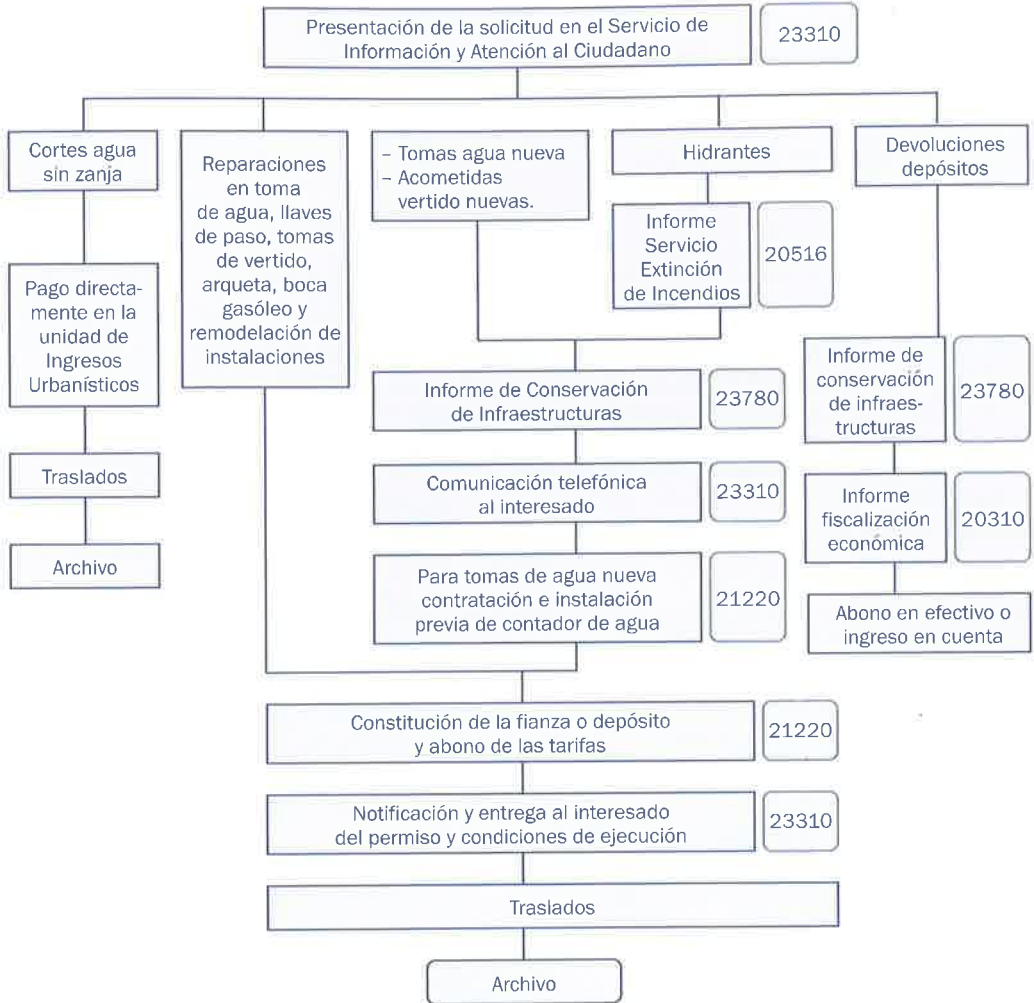 Presentación de la solicitud en el Servicio de
Información y Atención al Ciudadano
23310
Cortes agua
sin zanja
Pago directa-
mente en la
unidad de
Ingresos
Urbanísticos
Traslados
Archivo
Reparaciones
en toma
de agua, llaves
de paso, tomas
de vertido,
arqueta, boca
gasóleo y
remodelación de
instalaciones
– Tomas agua nueva
– Acometidas
vertido nuevas.
Hidrantes
Informe
Servicio
Extinción
de Incendios
20516
Informe de Conservación
de Infraestructuras
23780
Comunicación telefónica
al interesado
23310
Para tomas de agua nueva
contratación e instalación
previa de contador de agua
21220
Devoluciones
depósitos
Informe de
conservación
de infraes-
tructuras
23780
Informe
fiscalización
económica
20310
Abono en efectivo o
ingreso en cuenta
Constitución de la fianza o depósito
y abono de las tarifas
21220
Notificación y entrega al interesado
del permiso y condiciones de ejecución
23310
Traslados
Archivo